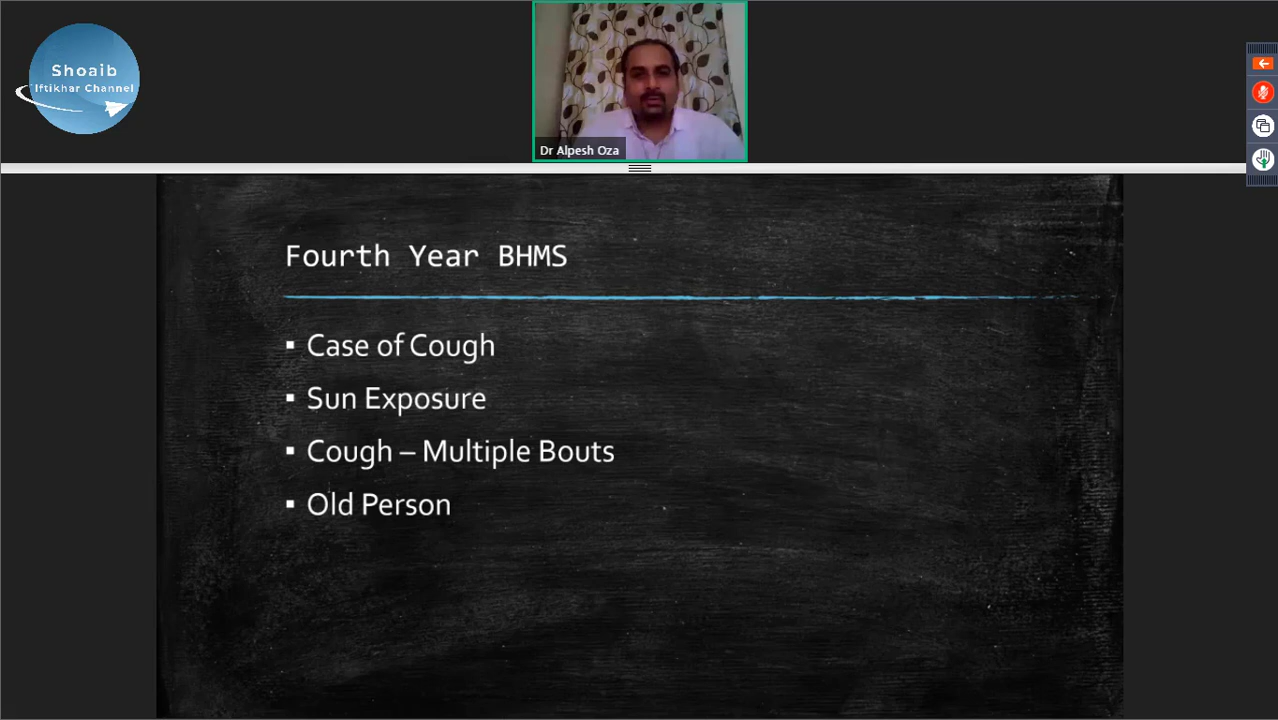 Shoaib
Iftikhar Channel
Dr Alpesh Oza
Fourth Year BHMS
▪ Case of Cough
▪ Sun Exposure
▪ Cough – Multiple Bouts
▪ Old Person